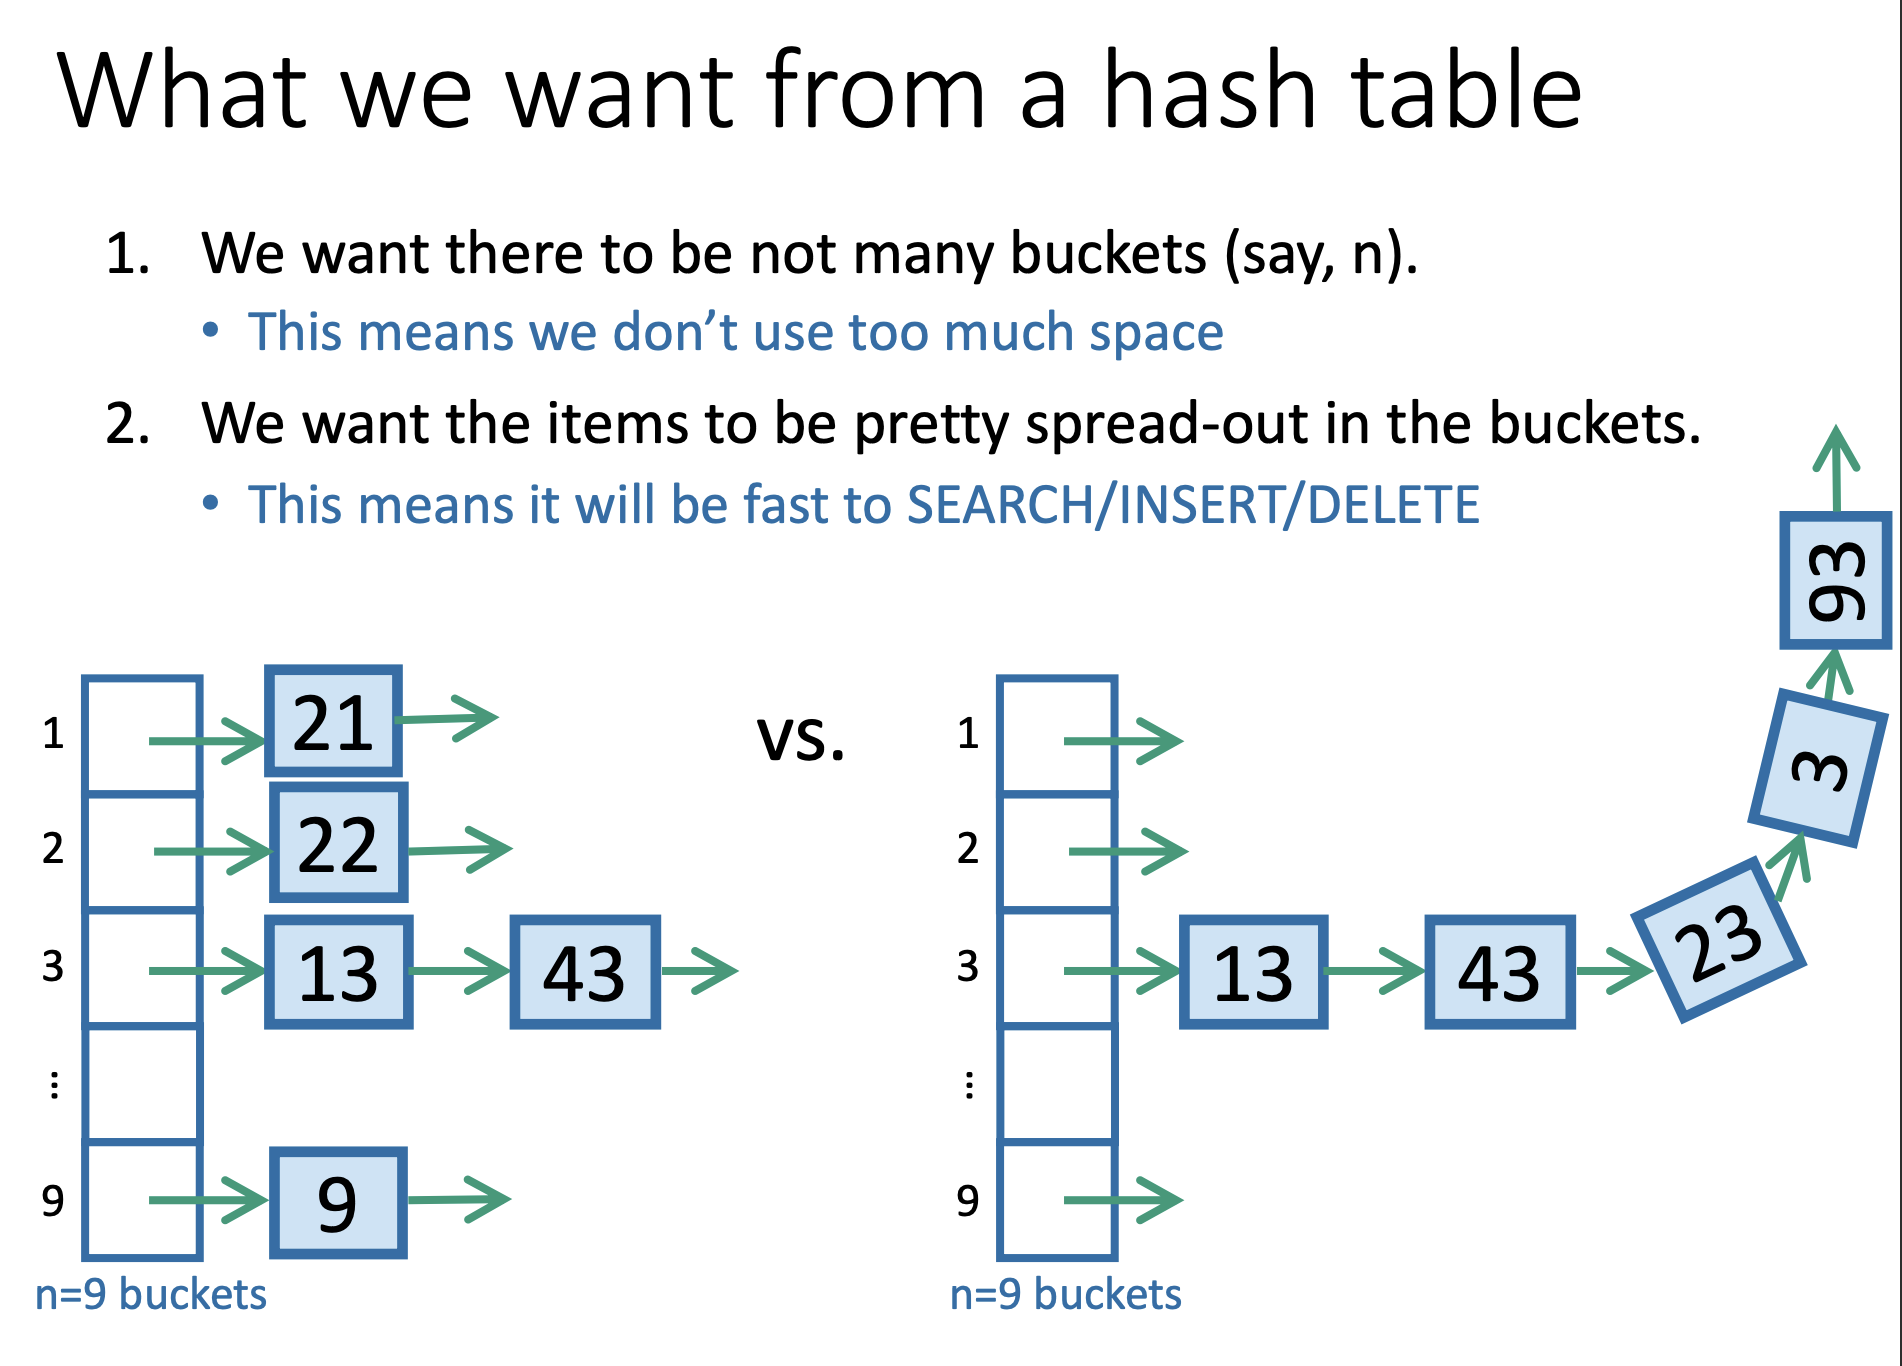 What we want from a hash table
1. We want there to be not many buckets (say, n).
• This means we don’t use too much space
2. We want the items to be pretty spread-out in the buckets.
• This means it will be fast to SEARCH/INSERT/DELETE
1 21
2 22
3 13 43
⋮
9 9
n=9 buckets
vs.
1
2
3 13 43 23 3 93
⋮
9
n=9 buckets